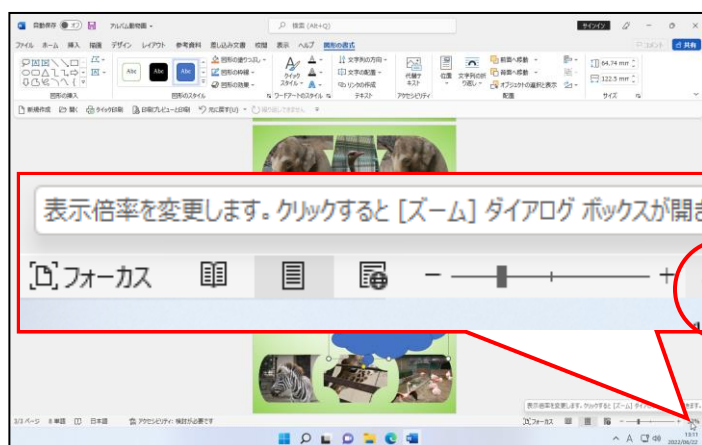 自動保存 アルバム動物園 検索 (Alt+Q) サインイン
ファイル ホーム 挿入 描画 デザイン レイアウト 参考資料 差し込み文書 校閲 表示 ヘルプ 図形の書式 コメント 共有
Abc Abc Abc
図形の塗りつぶし
図形の枠線
図形の効果
クイック スタイル
文字列の方向
文字の配置
リンクの作成
代替テキスト
位置
文字列の折り返し
前面へ移動
背面へ移動
オブジェクトの選択と表示
64.74 mm
122.5 mm
図形の挿入 図形のスタイル ワードアートのスタイル テキスト アクセシビリティ 配置 サイズ
新規作成 開く クイック印刷 印刷プレビューと印刷 元に戻す(U)
表示倍率を変更します。クリックすると [ズーム] ダイアログ ボックスが開き
フォーカス
3/3 ページ 8 単語 日本語 アクセシビリティ: 検討が必要です フォーカス
13:11
2022/06/22